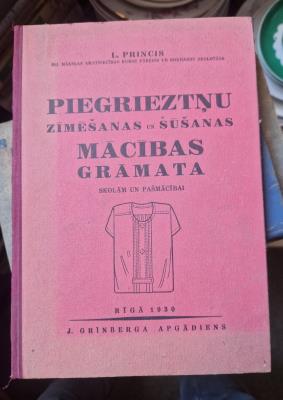 L. PRINCIS
PIEGRIEZTŅU
ZĪMĒŠANAS UN ŠŪŠANAS
MĀCĪBAS
GRĀMATA
SKOLĀM UN PAŠMĀCĪBAI
RĪGĀ 1930
J. GRĪNBERGA APGĀDIENS